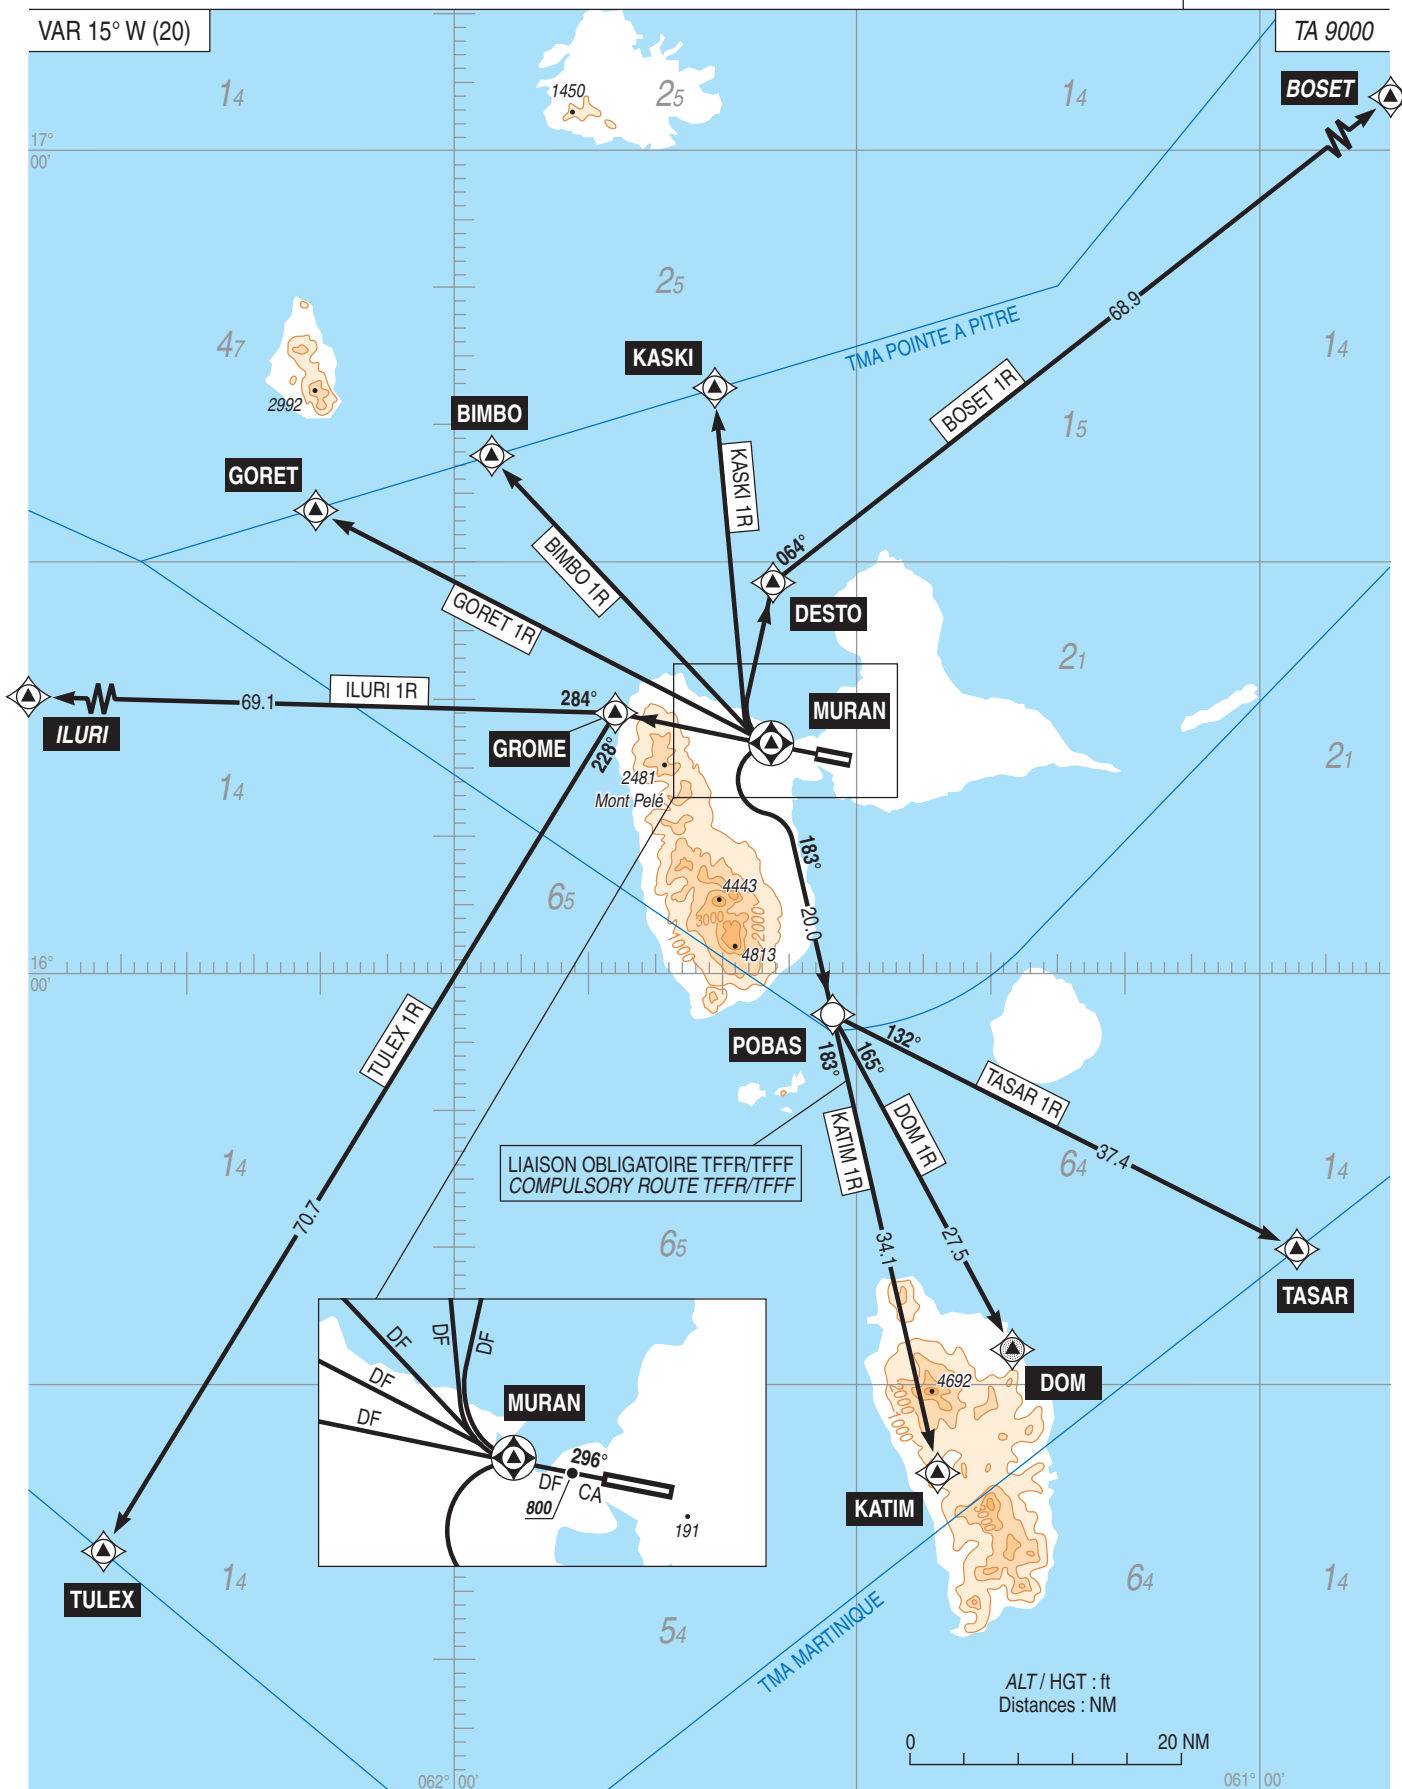 VAR 15° W (20)
TA 9000
14
1450
25
14
BOSET
17°
00'
25
68.9
TMA POINTE A PITRE
47
14
KASKI
2992
BIMBO
BOSET 1R
15
GORET
KASKI 1R
BIMBO 1R
064°
GORET 1R
DESTO
21
ILURI 1R
69.1
284°
MURAN
ILURI
GROME
228°
21
2481
Mont Pelé
14
183°
65
4443
3000
2000
1000
20.0
4813
16°
00'
TULEX 1R
POBAS
132°
183°
165°
TASAR 1R
DOM 1R
KATIM 1R
LIAISON OBLIGATOIRE TFFR/TFFF
COMPULSORY ROUTE TFFR/TFFF
14
64
37.4
14
70.7
65
34.1
27.5
TASAR
DF
DF
DF
DF
DF
MURAN
296°
DF
CA
800
191
4692
2000
1000
DOM
KATIM
3000
TULEX
14
64
14
54
TMA MARTINIQUE
ALT / HGT : ft
Distances : NM
0
20 NM
062° 00'
061° 00'